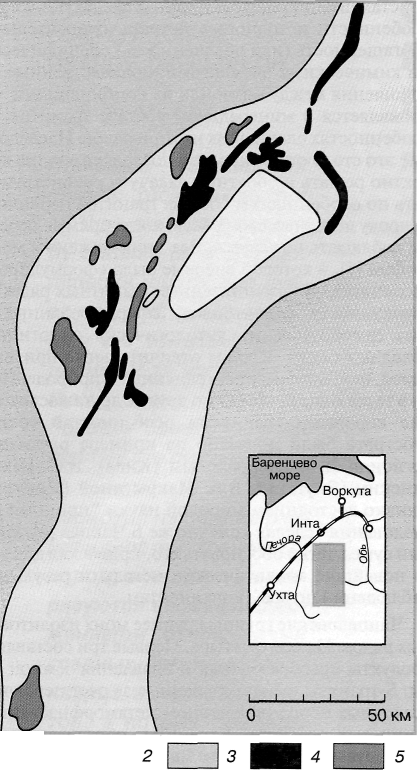 Баренцево
море
Воркута
Инта
Печора
Обь
Ухта
0 50 км
2 3 4 5